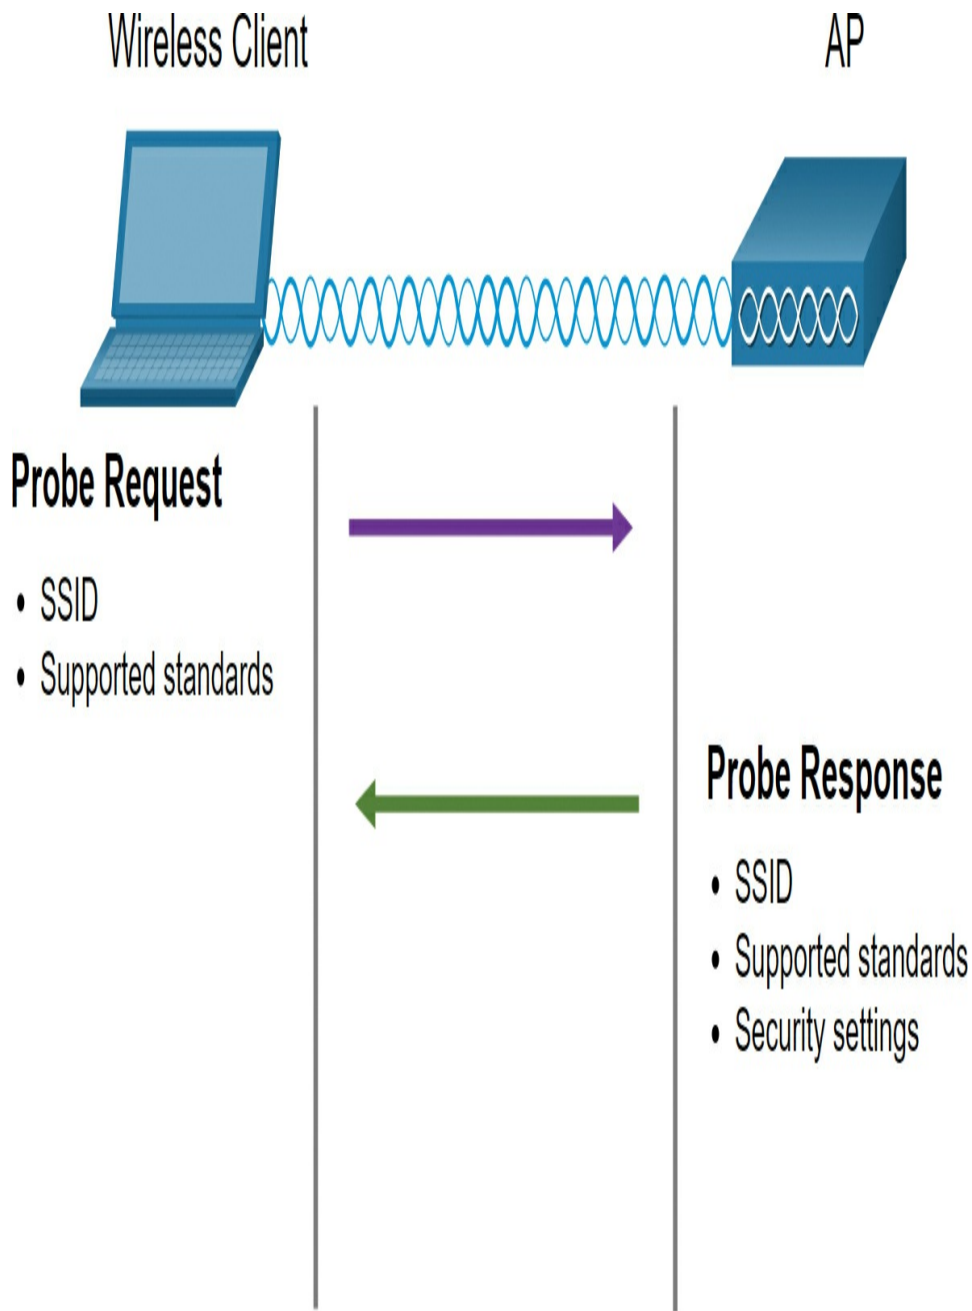 Wireless Client
AP
Probe Request
• SSID
• Supported standards
Probe Response
• SSID
• Supported standards
• Security settings